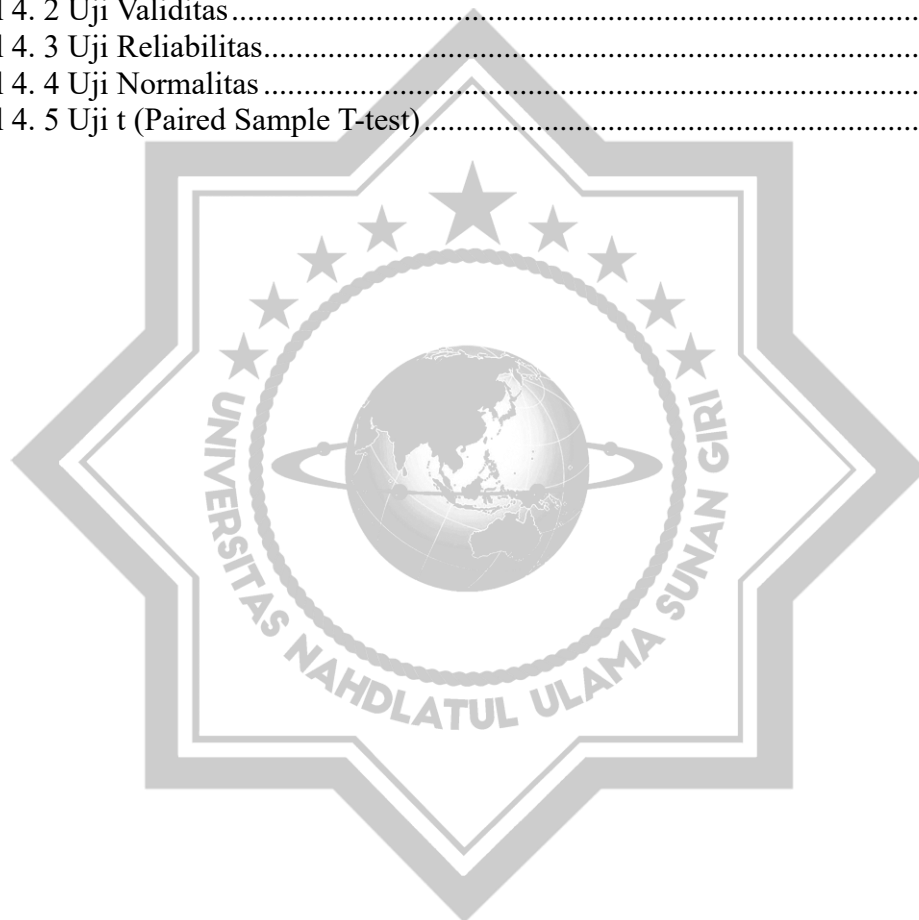 l 4. 2 Uji Validitas
l 4. 3 Uji Reliabilitas
l 4. 4 Uji Normalitas
l 4. 5 Uji t (Paired Sample T-test)
UNIVERSITAS NAHDLATUL ULAMA SUNAN GIRI